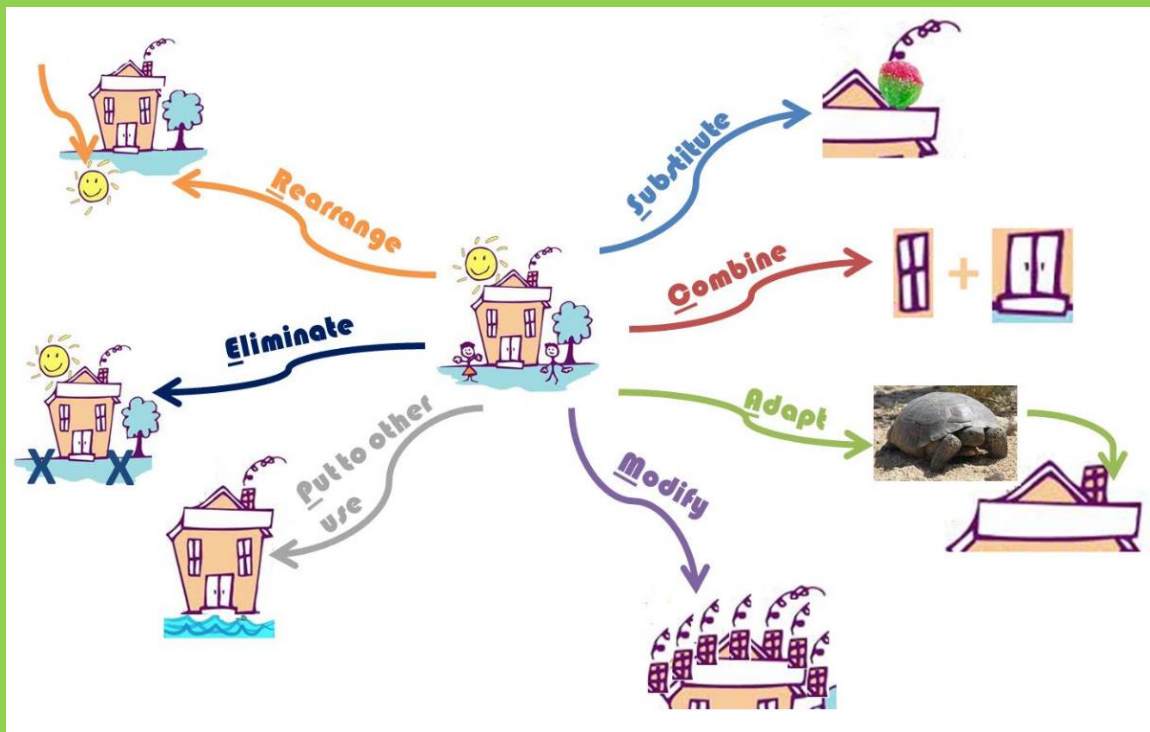 Substitute
Combine
Adapt
Modify
Put to other
use
Eliminate
Rearrange
X
X
+